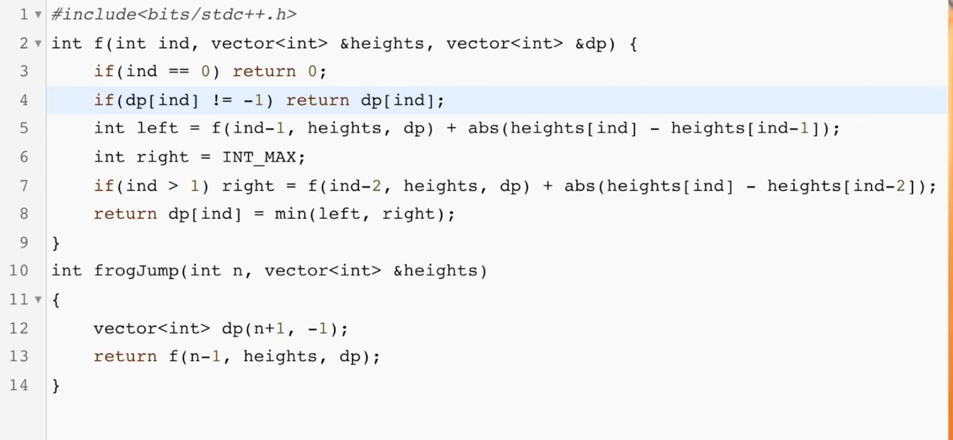 1 #include<bits/stdc++.h>
2 int f(int ind, vector<int> &heights, vector<int> &dp) {
3     if(ind == 0) return 0;
4     if(dp[ind] != -1) return dp[ind];
5     int left = f(ind-1, heights, dp) + abs(heights[ind] - heights[ind-1]);
6     int right = INT_MAX;
7     if(ind > 1) right = f(ind-2, heights, dp) + abs(heights[ind] - heights[ind-2]);
8     return dp[ind] = min(left, right);
9 }
10 int frogJump(int n, vector<int> &heights)
11 {
12     vector<int> dp(n+1, -1);
13     return f(n-1, heights, dp);
14 }